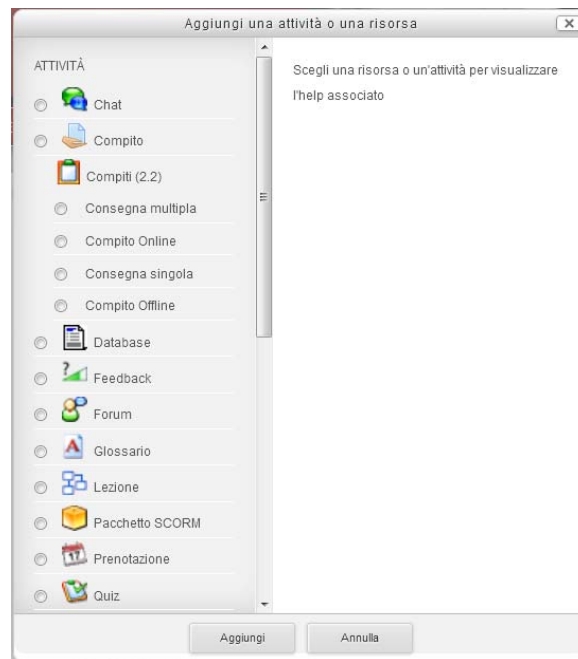 Aggiungi una attività o una risorsa
ATTIVITÀ
Chat
Compito
Compiti (2.2)
Consegna multipla
Compito Online
Consegna singola
Compito Offline
Database
Feedback
Forum
Glossario
Lezione
Pacchetto SCORM
Prenotazione
Quiz
Scegli una risorsa o un'attività per visualizzare
l'help associato
Aggiungi
Annulla